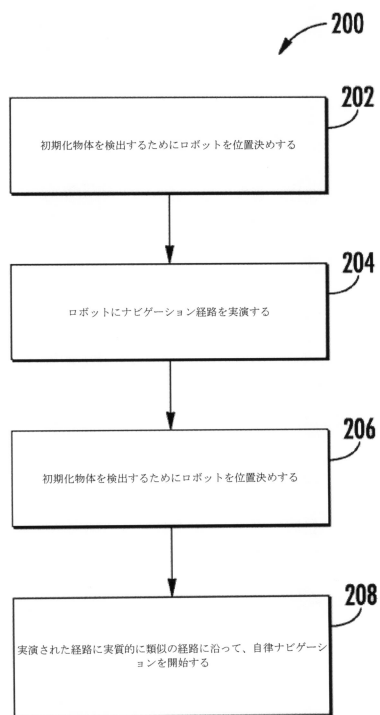 200
202
初期化物体を検出するためにロボットを位置決めする
204
ロボットにナビゲーション経路を実演する
206
初期化物体を検出するためにロボットを位置決めする
208
実演された経路に実質的に類似の経路に沿って、自律ナビゲーシ
ョンを開始する